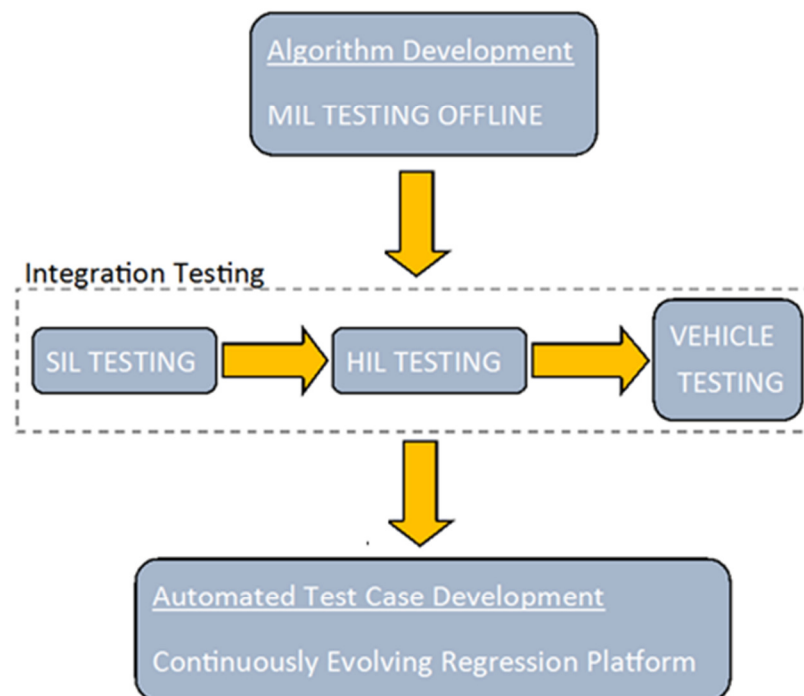 Algorithm Development
MIL TESTING OFFLINE
Integration Testing
SIL TESTING
HIL TESTING
VEHICLE
TESTING
Automated Test Case Development
Continuously Evolving Regression Platform